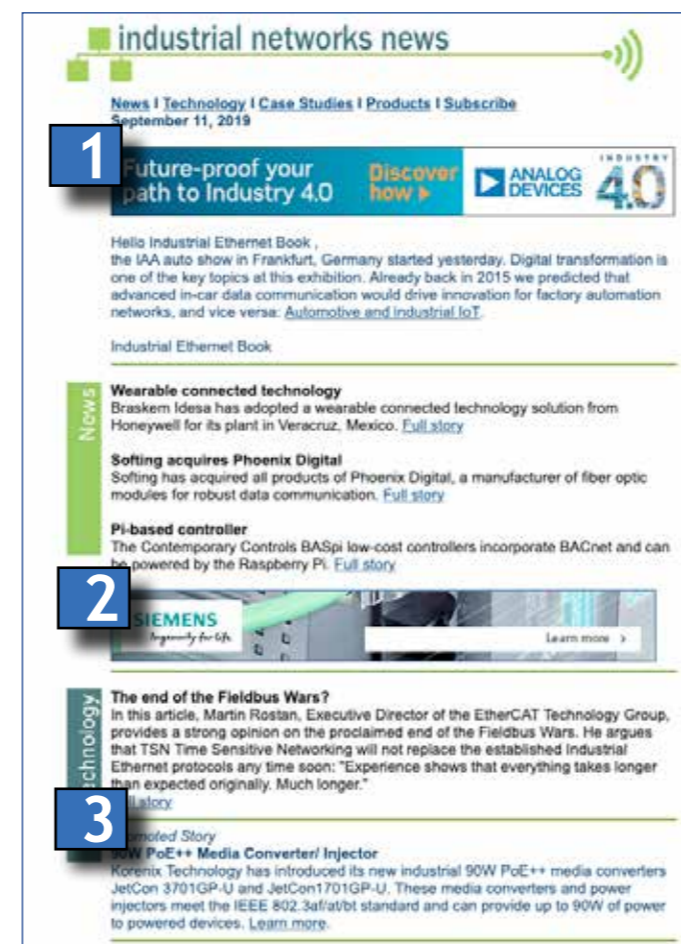 industrial networks news
News I Technology I Case Studies I Products I Subscribe
September 11, 2019
1
Future-proof your
path to Industry 4.0
Discover
how
ANALOG
DEVICES
INDUSTRY
4.0
Hello Industrial Ethernet Book ,
the IAA auto show in Frankfurt, Germany started yesterday. Digital transformation is
one of the key topics at this exhibition. Already back in 2015 we predicted that
advanced in-car data communication would drive innovation for factory automation
networks, and vice versa: Automotive and industrial IoT.
Industrial Ethernet Book
News
Wearable connected technology
Braskem Idesa has adopted a wearable connected technology solution from
Honeywell for its plant in Veracruz, Mexico. Full story
Softing acquires Phoenix Digital
Softing has acquired all products of Phoenix Digital, a manufacturer of fiber optic
modules for robust data communication. Full story
Pi-based controller
The Contemporary Controls BASpi low-cost controllers incorporate BACnet and can
be powered by the Raspberry Pi. Full story
2
SIEMENS
Ingenuity for life
Learn more >
chnology
The end of the Fieldbus Wars?
In this article, Martin Rostan, Executive Director of the EtherCAT Technology Group,
provides a strong opinion on the proclaimed end of the Fieldbus Wars. He argues
that TSN Time Sensitive Networking will not replace the established Industrial
Ethernet protocols any time soon: "Experience shows that everything takes longer
than expected originally. Much longer."
story
3
moted Story
90W PoE++ Media Converter/ Injector
Korenix Technology has introduced its new industrial 90W PoE++ media converters
JetCon 3701GP-U and JetCon1701GP-U. These media converters and power
injectors meet the IEEE 802.3af/at/bt standard and can provide up to 90W of power
to powered devices. Learn more.